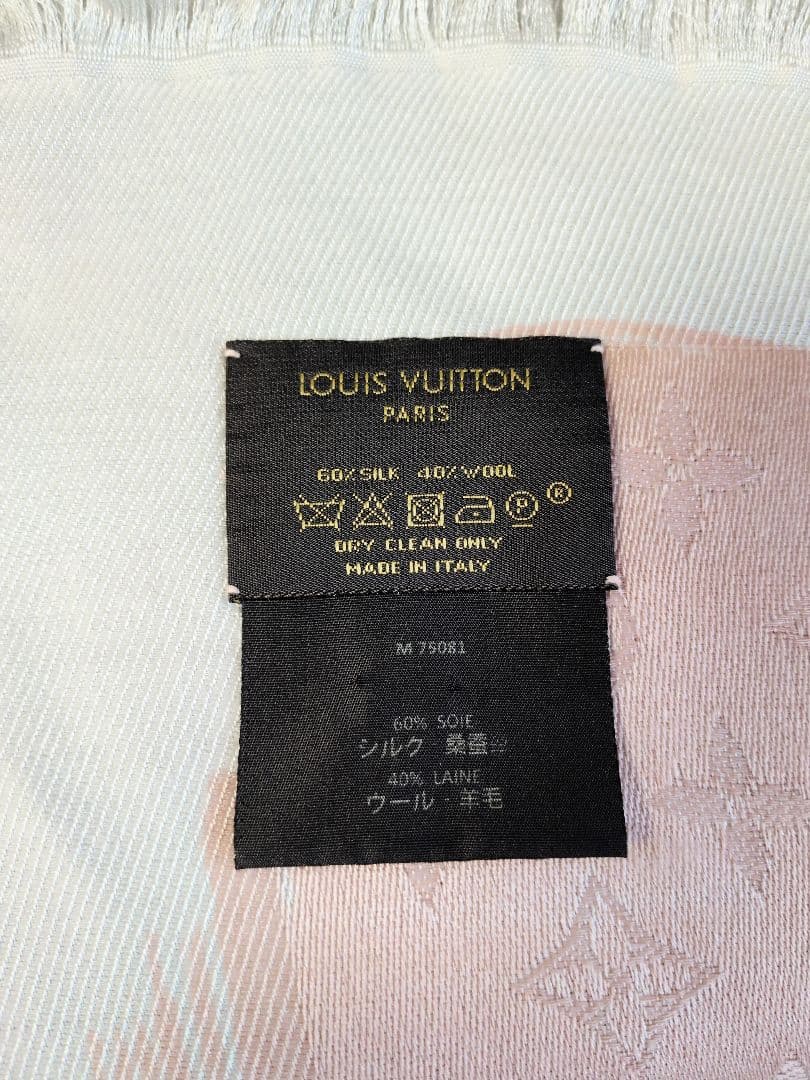 LOUIS VUITTON
PARIS
60% SILK 40% WOOL
P ®
DRY CLEAN ONLY
MADE IN ITALY
M 75081
60% SOIE
シルク 桑蚕
40% LAINE
ウール・羊毛